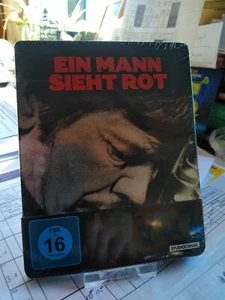 EIN MANN
SIEHT ROT
FSK
16
STUDIOCANAL